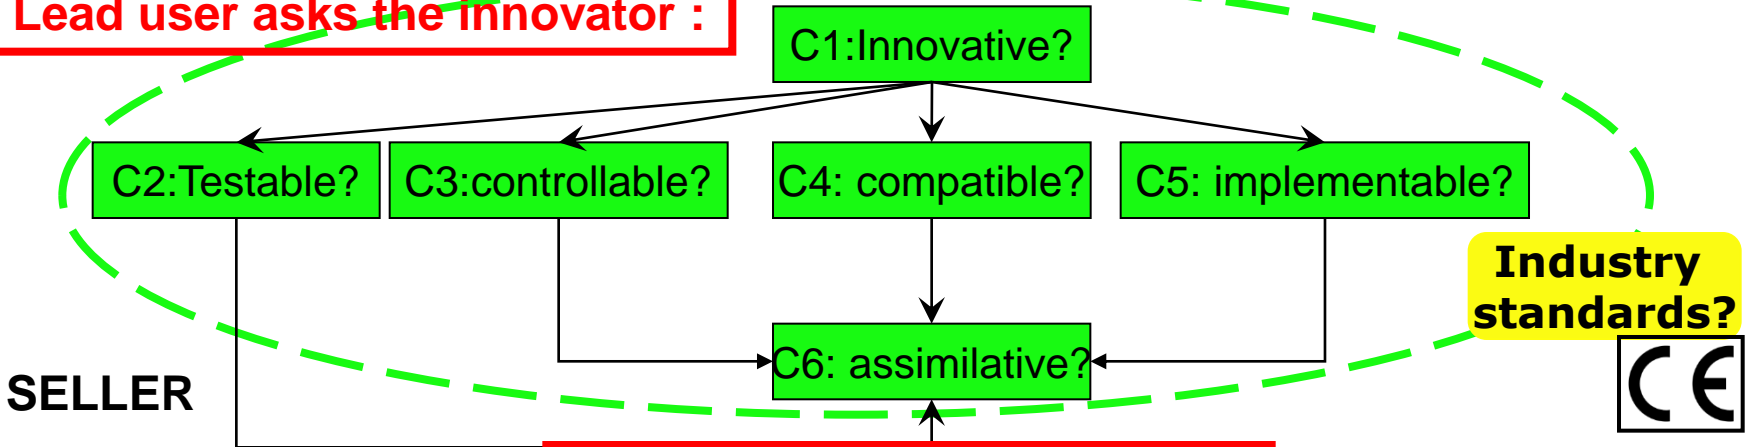 Lead user asks the innovator :
C1:Innovative?
C2:Testable?
C3:controllable?
C4: compatible?
C5: implementable?
Industry
standards?
C6: assimilative?
SELLER
CE